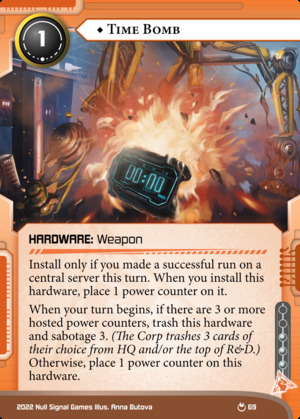 1
◆ TIME BOMB
00:00
HARDWARE: Weapon
Install only if you made a successful run on a
central server this turn. When you install this
hardware, place 1 power counter on it.
When your turn begins, if there are 3 or more
hosted power counters, trash this hardware
and sabotage 3. (The Corp trashes 3 cards of
their choice from HQ and/or the top of R&D.)
Otherwise, place 1 power counter on this
hardware.
2022 Null Signal Games Illus. Anna Butova
69